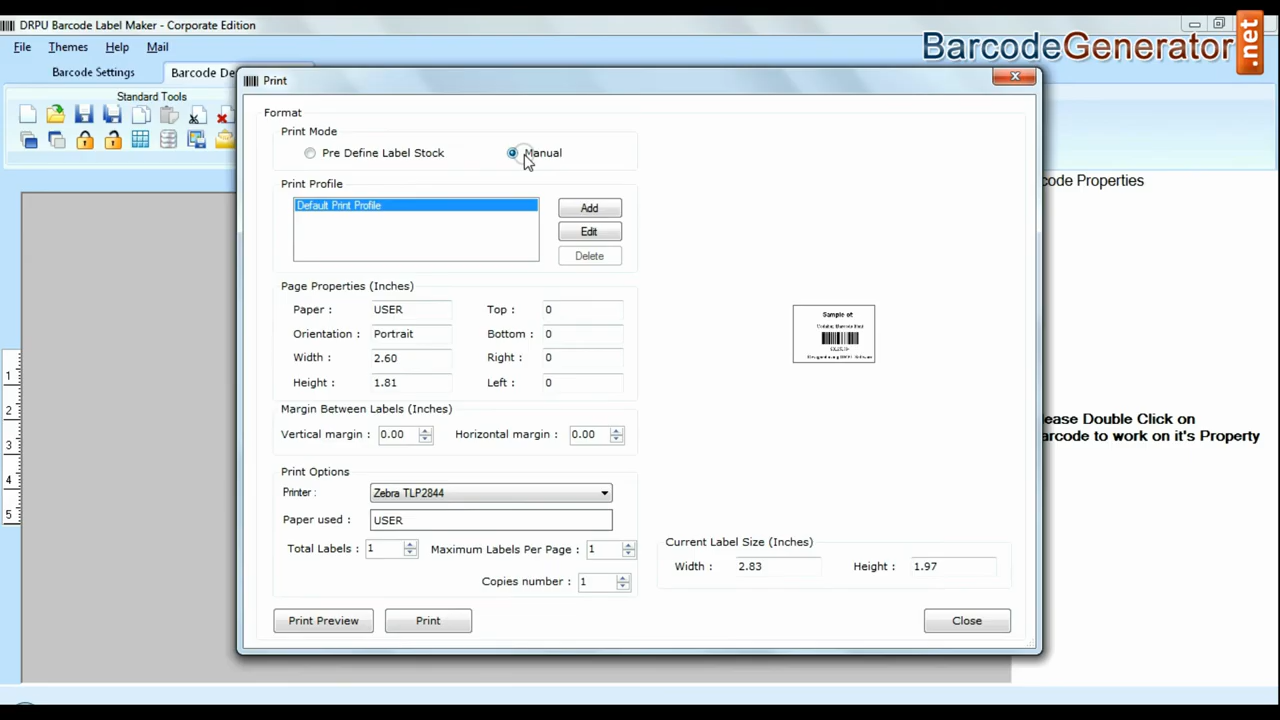 DRPU Barcode Label Maker - Corporate Edition
BarcodeGenerator.net
File Themes Help Mail
Barcode Settings Barcode De
Standard Tools
Print
Format
Print Mode
Pre Define Label Stock Manual
Print Profile
Default Print Profile
Add
Edit
Delete
Page Properties (Inches)
Paper : USER Top : 0
Orientation : Portrait Bottom : 0
Width : 2.60 Right : 0
Height : 1.81 Left : 0
Margin Between Labels (Inches)
Vertical margin : 0.00 Horizontal margin : 0.00
Print Options
Printer : Zebra TLP2844
Paper used : USER
Total Labels : 1 Maximum Labels Per Page : 1
Copies number : 1
Print Preview Print
Sample of
Current Label Size (Inches)
Width : 2.83 Height : 1.97
Close
code Properties
lease Double Click on
arcode to work on it's Property
1
2
3
4
5